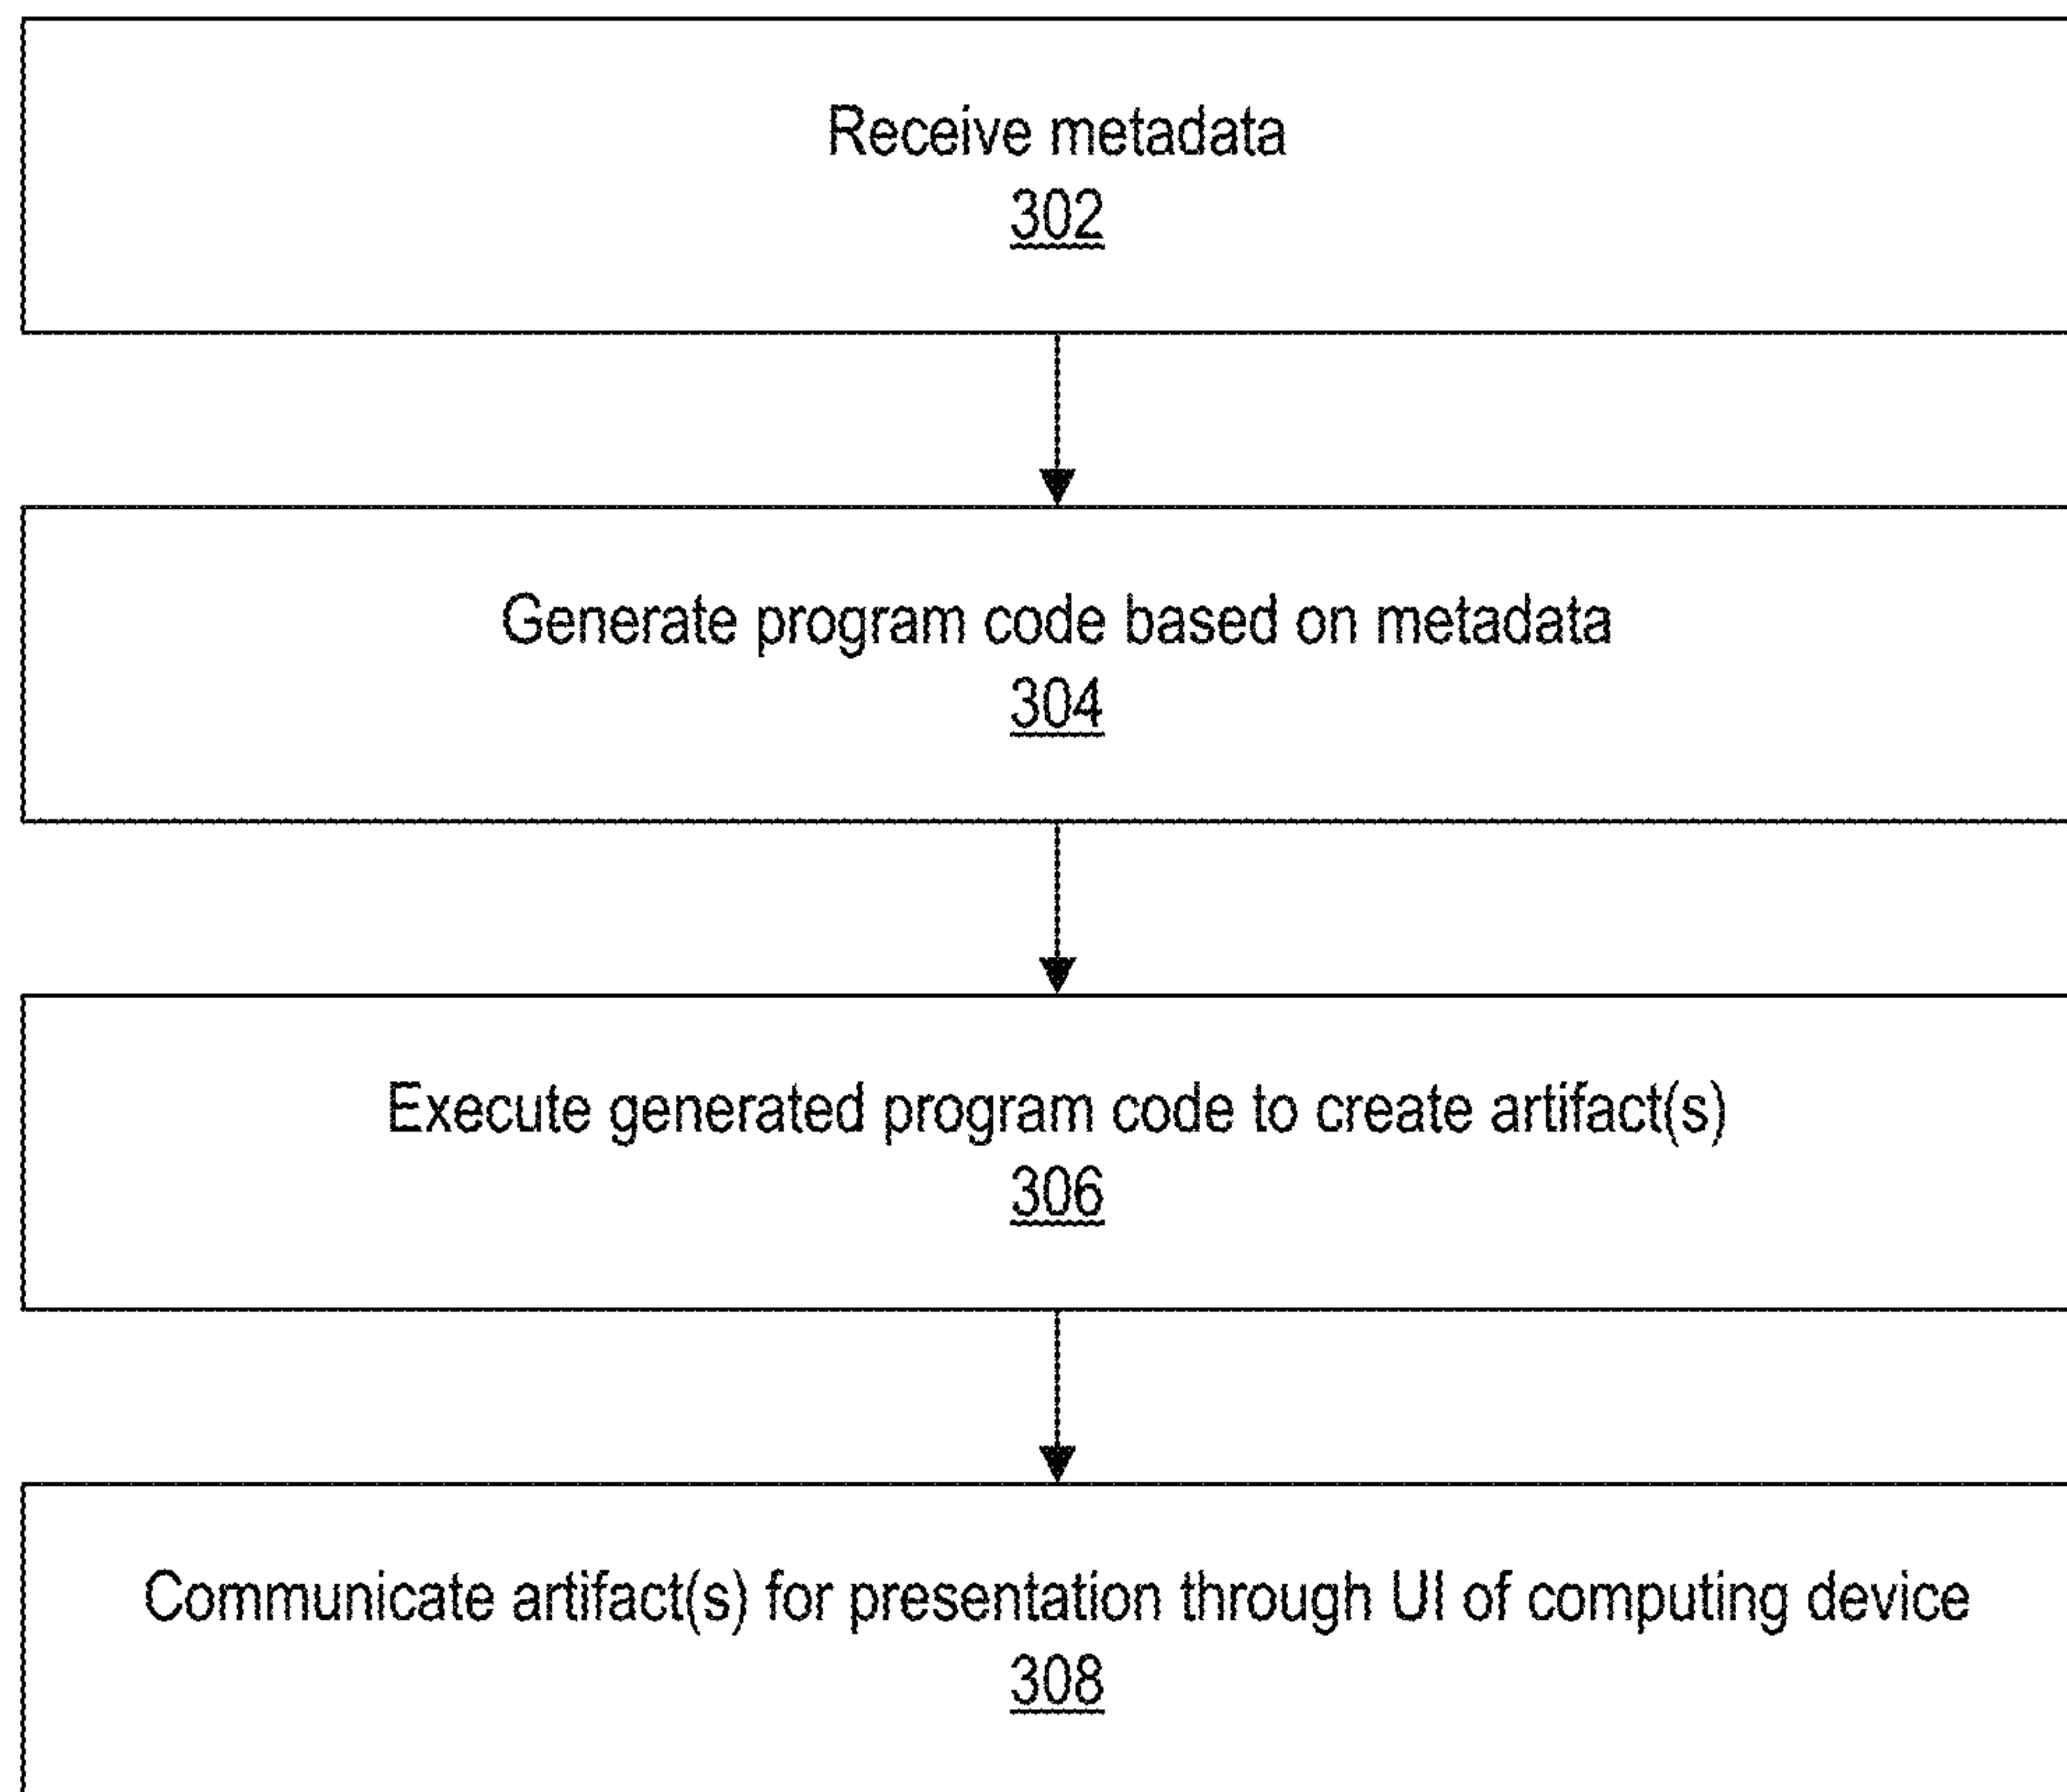 Receive metadata
302
Generate program code based on metadata
304
Execute generated program code to create artifact(s)
306
Communicate artifact(s) for presentation through UI of computing device
308